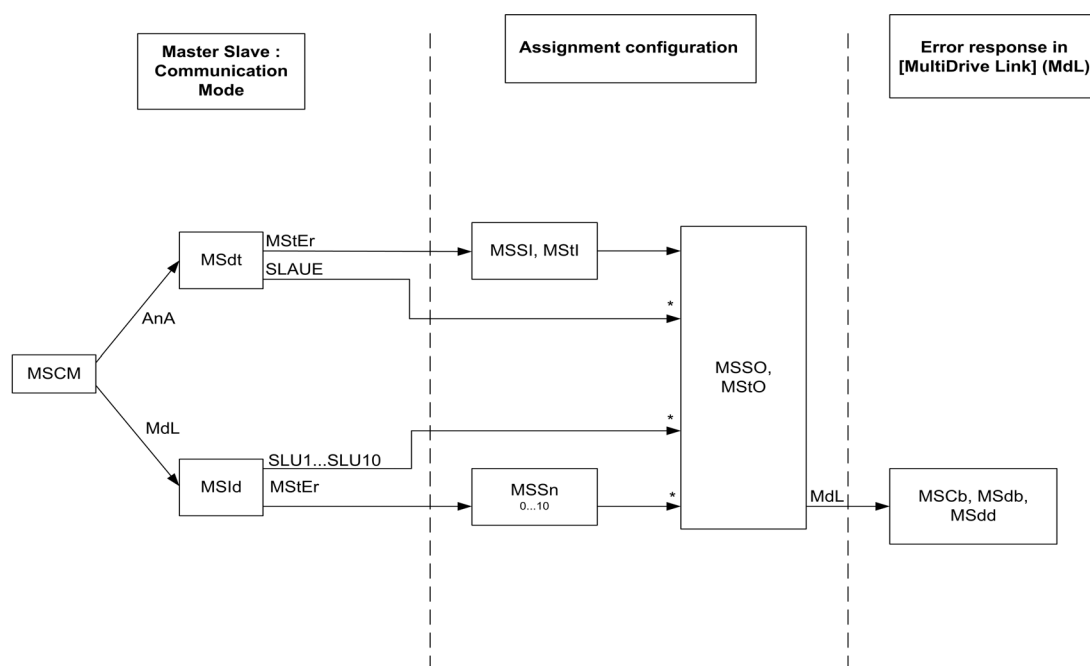 Master Slave :
Communication
Mode
Assignment configuration
Error response in
[MultiDrive Link] (MdL)
MSdt
MStEr
SLAUE
MSSI, MStI
*
AnA
MSCM
MSSO,
MStO
MdL
*
MSId
SLU1...SLU10
MStEr
MSSn
0...10
*
MdL
MSCb, MSdb,
MSdd